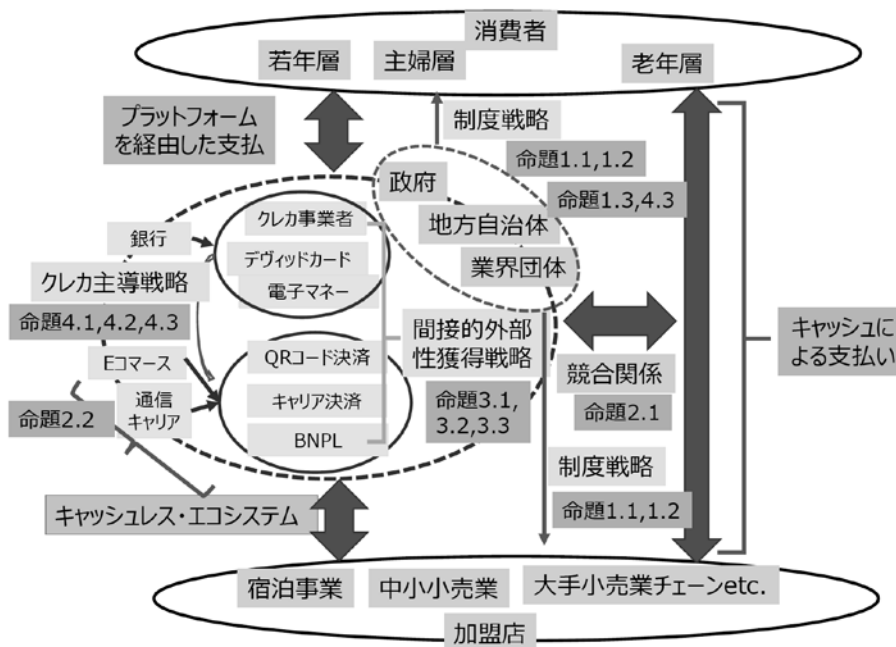 消費者
若年層
主婦層
老年層
プラットフォーム
を経由した支払
制度戦略
命題1.1,1.2
命題1.3,4.3
政府
地方自治体
業界団体
クレカ事業者
デヴィッドカード
電子マネー
銀行
クレカ主導戦略
命題4.1,4.2,4.3
Eコマース
通信
キャリア
命題2.2
QRコード決済
キャリア決済
BNPL
間接的外部
性獲得戦略
命題3.1,
3.2,3.3
競合関係
命題2.1
キャッシュに
よる支払い
制度戦略
命題1.1,1.2
キャッシュレス・エコシステム
宿泊事業
中小小売業
大手小売業チェーンetc.
加盟店